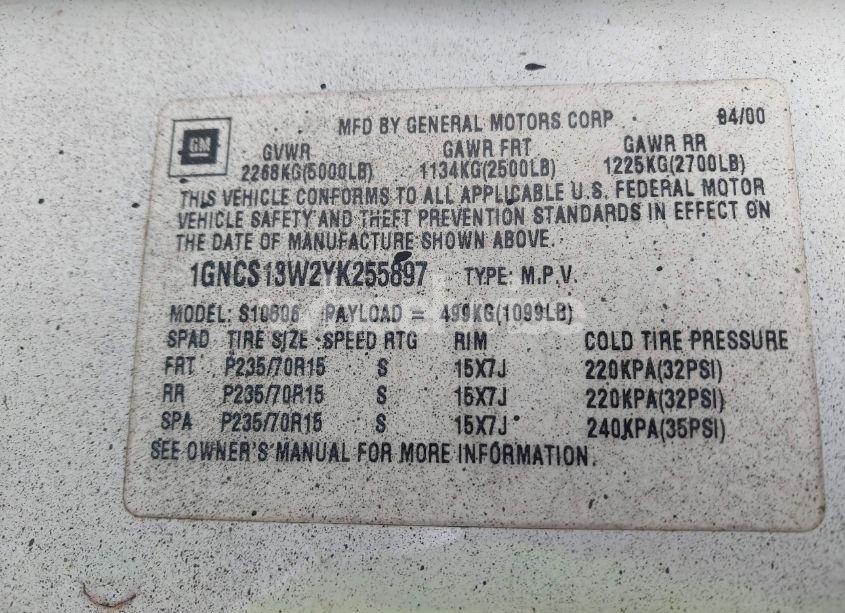 MFD BY GENERAL MOTORS CORP 04/00
GM
GVWR GAWR FRT GAWR RR
2268KG(5000LB) 1134KG(2500LB) 1225KG(2700LB)
THIS VEHICLE CONFORMS TO ALL APPLICABLE U.S. FEDERAL MOTOR
VEHICLE SAFETY AND THEFT PREVENTION STANDARDS IN EFFECT ON
THE DATE OF MANUFACTURE SHOWN ABOVE.
1GNCS13W2YK255897 TYPE: M.P.V.
MODEL: S10506 PAYLOAD = 499KG(1099LB)
SPAD TIRE SIZE SPEED RTG RIM COLD TIRE PRESSURE
FRT P235/70R15 S 15X7J 220KPA(32PSI)
RR P235/70R15 S 15X7J 220KPA(32PSI)
SPA P235/70R15 S 15X7J 240KPA(35PSI)
SEE OWNER'S MANUAL FOR MORE INFORMATION.